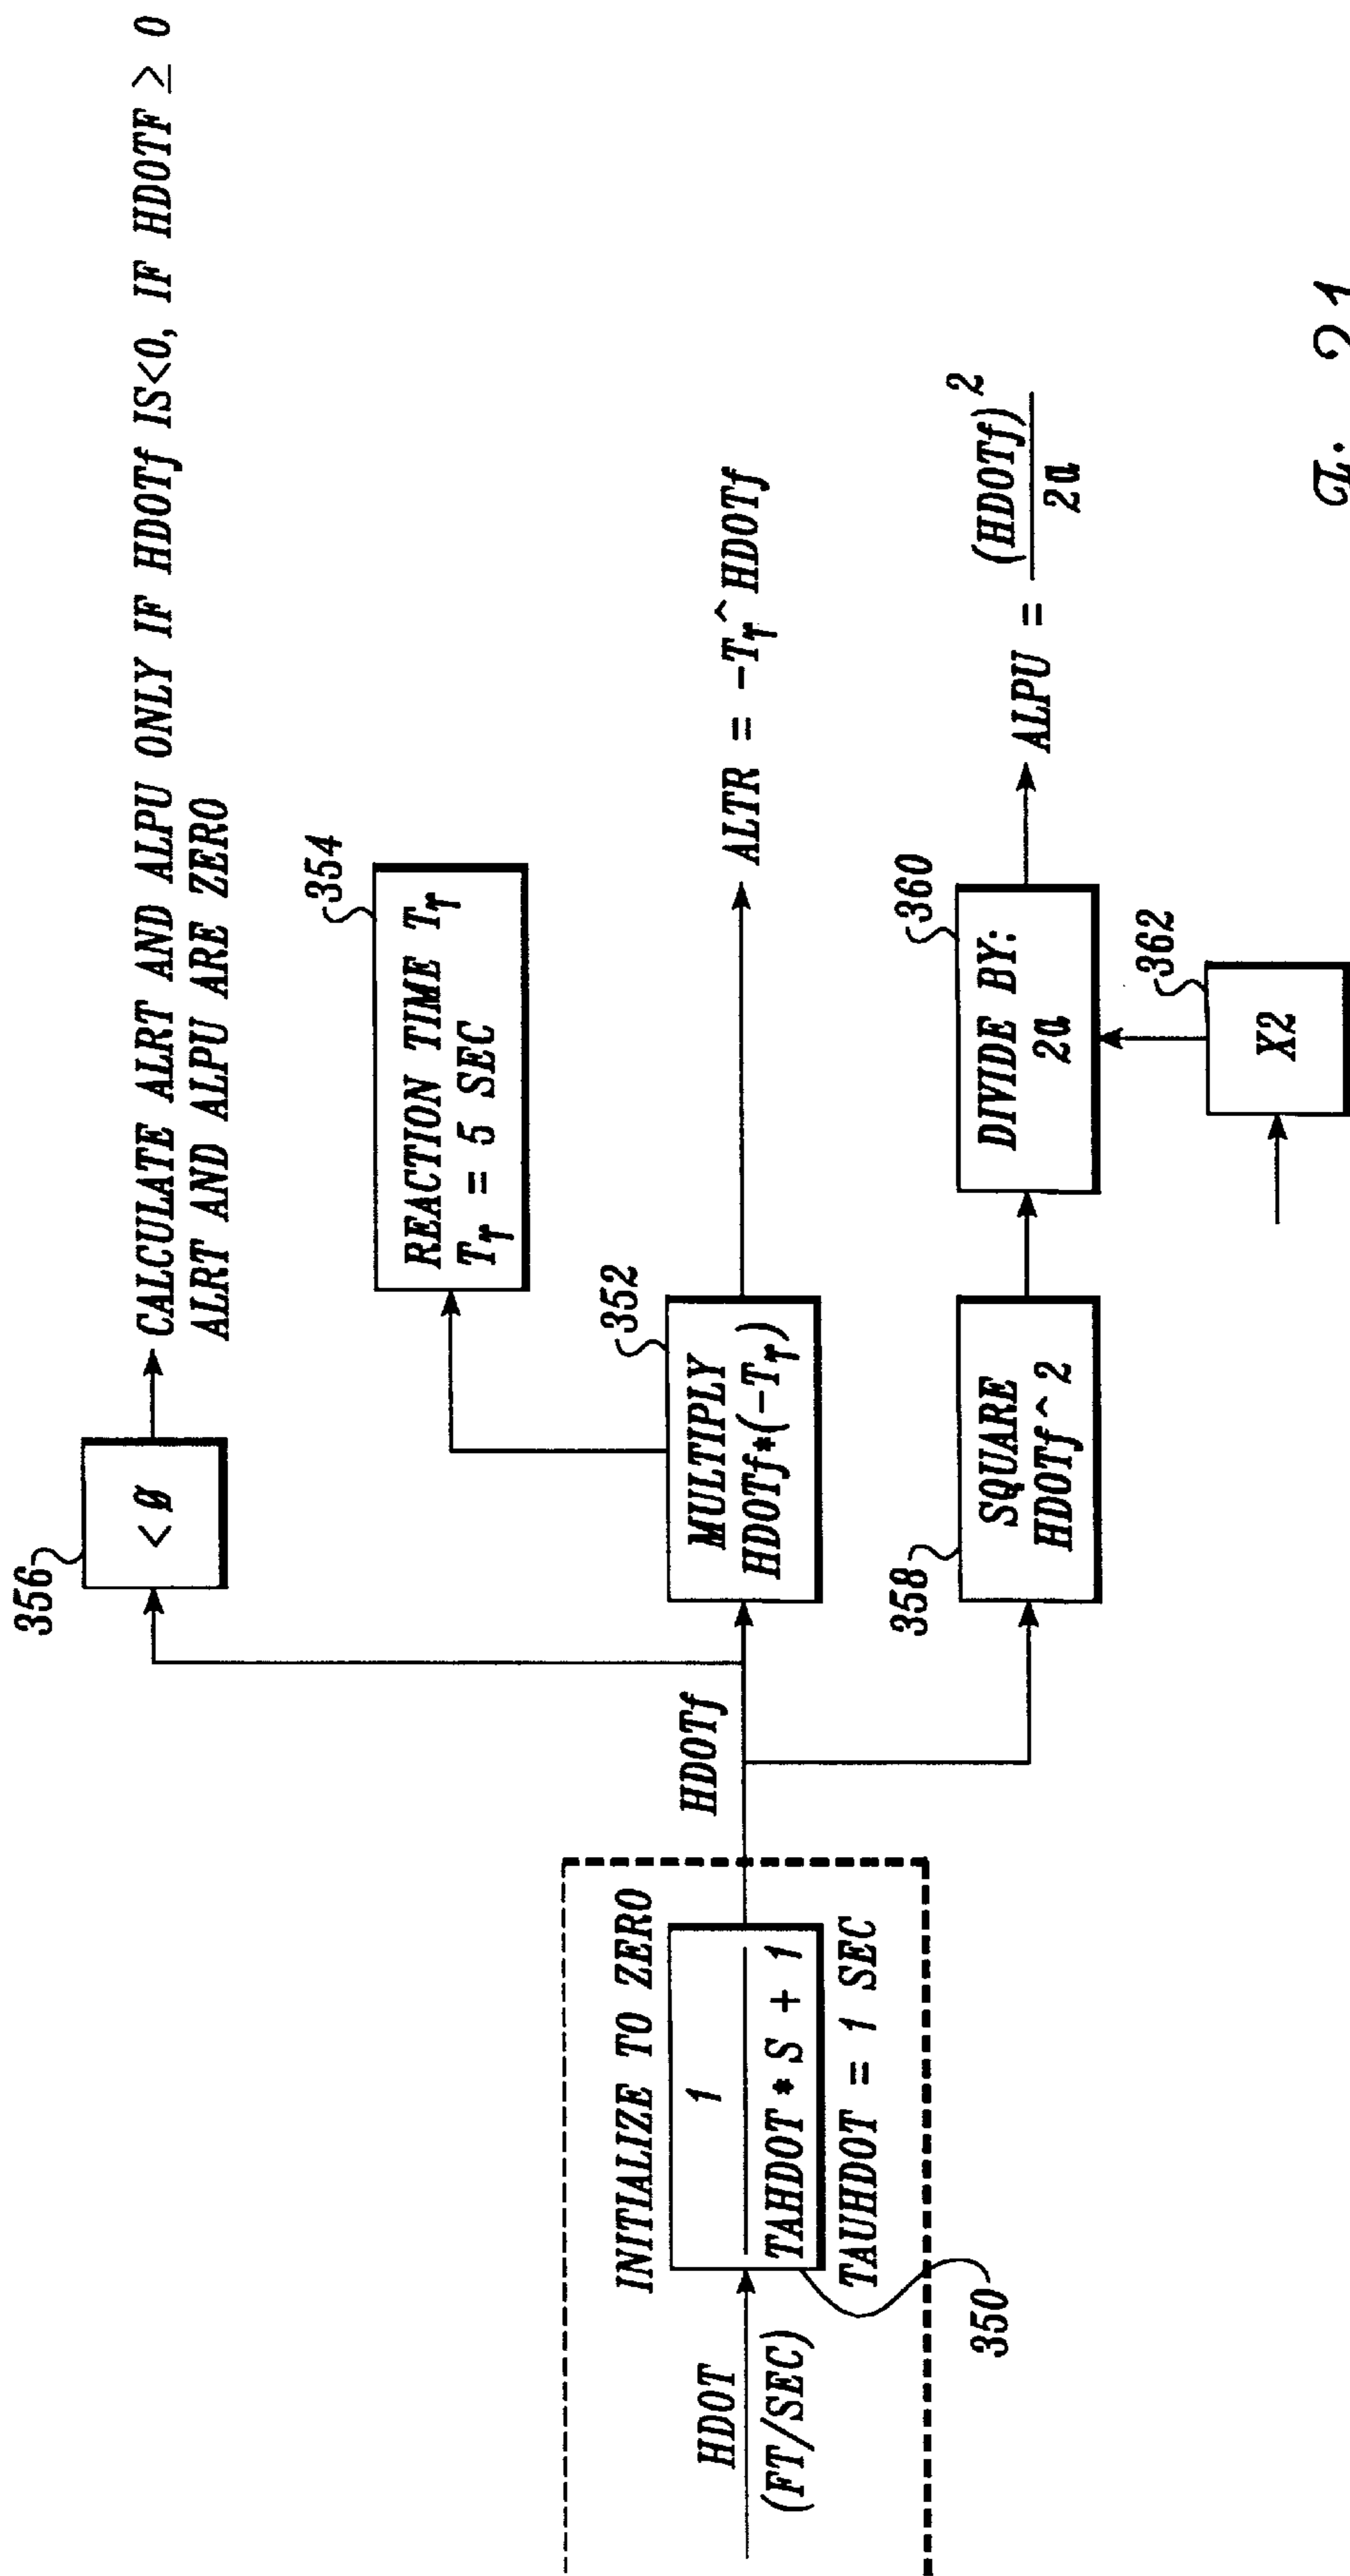 356
< Ø
CALCULATE ALRT AND ALPU ONLY IF HDOTf IS<0, IF HDOTF ≥ 0
ALRT AND ALPU ARE ZERO
354
REACTION TIME Tr
Tr = 5 SEC
352
MULTIPLY
HDOTf*(-Tr)
ALTR = -Tr^HDOTf
HDOTf
INITIALIZE TO ZERO
HDOT
(FT/SEC)
1
TAHDOT * S + 1
TAUHDOT = 1 SEC
350
358
SQUARE
HDOTf^2
360
DIVIDE BY:
2a
ALPU = (HDOTf)2
2a
362
X2